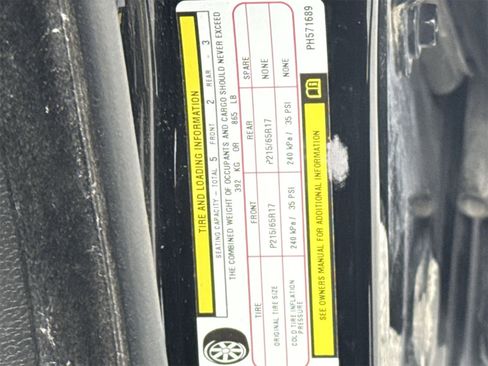 TIRE AND LOADING INFORMATION
SEATING CAPACITY - TOTAL 5 FRONT 2 REAR - 3
THE COMBINED WEIGHT OF OCCUPANTS AND CARGO SHOULD NEVER EXCEED
392 KG OR 865 LB
TIRE FRONT REAR SPARE
ORIGINAL TIRE SIZE P215/65R17 P215/65R17 NONE
COLD TIRE INFLATION PRESSURE 240 kPa / 35 PSI 240 kPa / 35 PSI NONE
SEE OWNERS MANUAL FOR ADDITIONAL INFORMATION
PH571689